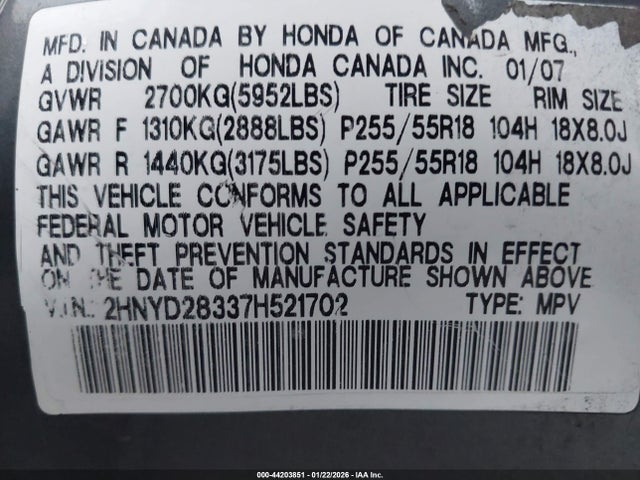 MFD. IN CANADA BY HONDA OF CANADA MFG.,
A DIVISION OF HONDA CANADA INC. 01/07
GVWR 2700KG(5952LBS) TIRE SIZE RIM SIZE
GAWR F 1310KG(2888LBS) P255/55R18 104H 18X8.0J
GAWR R 1440KG(3175LBS) P255/55R18 104H 18X8.0J
THIS VEHICLE CONFORMS TO ALL APPLICABLE
FEDERAL MOTOR VEHICLE SAFETY
AND THEFT PREVENTION STANDARDS IN EFFECT
ON THE DATE OF MANUFACTURE SHOWN ABOVE
V.I.N.: 2HNYD28337H521702 TYPE: MPV
000-44203851 - 01/22/2026 - IAA Inc.